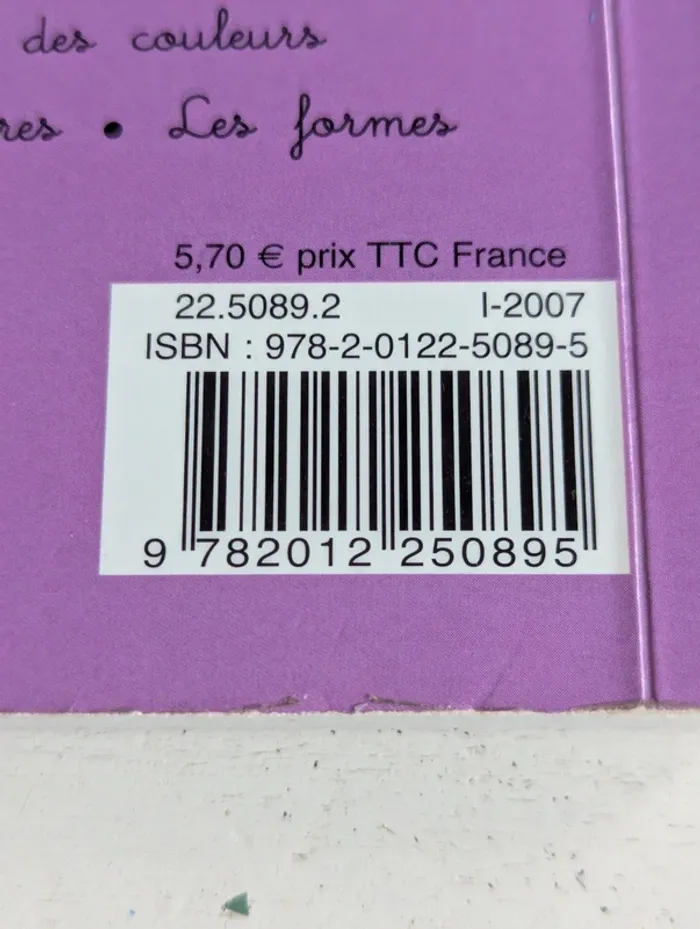 des couleurs
res • Les formes
5,70 € prix TTC France
22.5089.2 I-2007
ISBN : 978-2-0122-5089-5
9 782012 250895